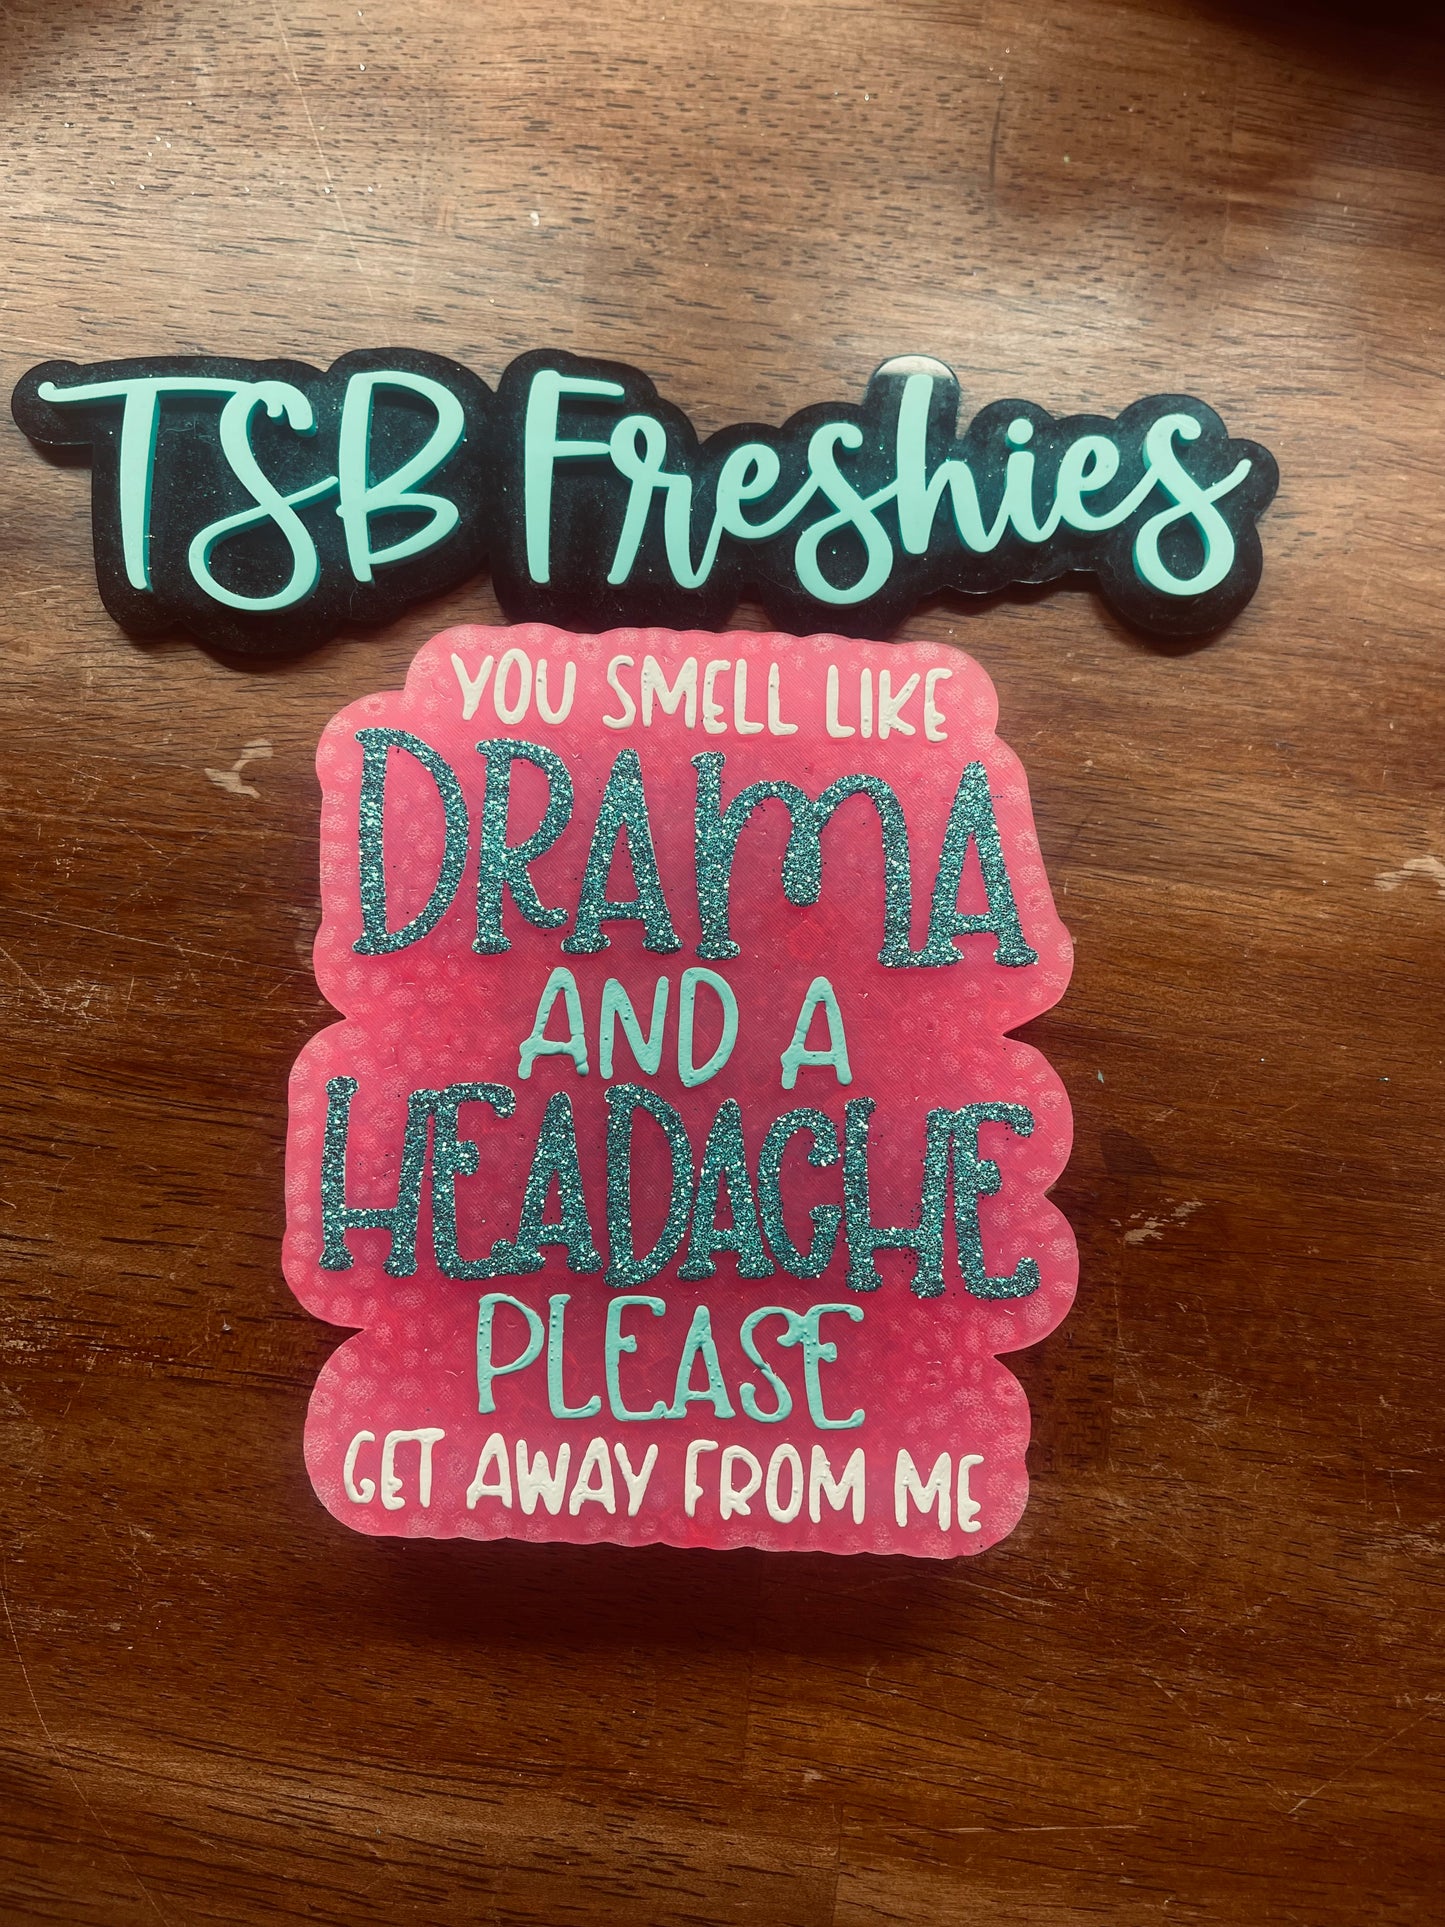 TSB Freshies
YOU SMELL LIKE
DRAMA
AND A
HEADACHE
PLEASE
GET AWAY FROM ME